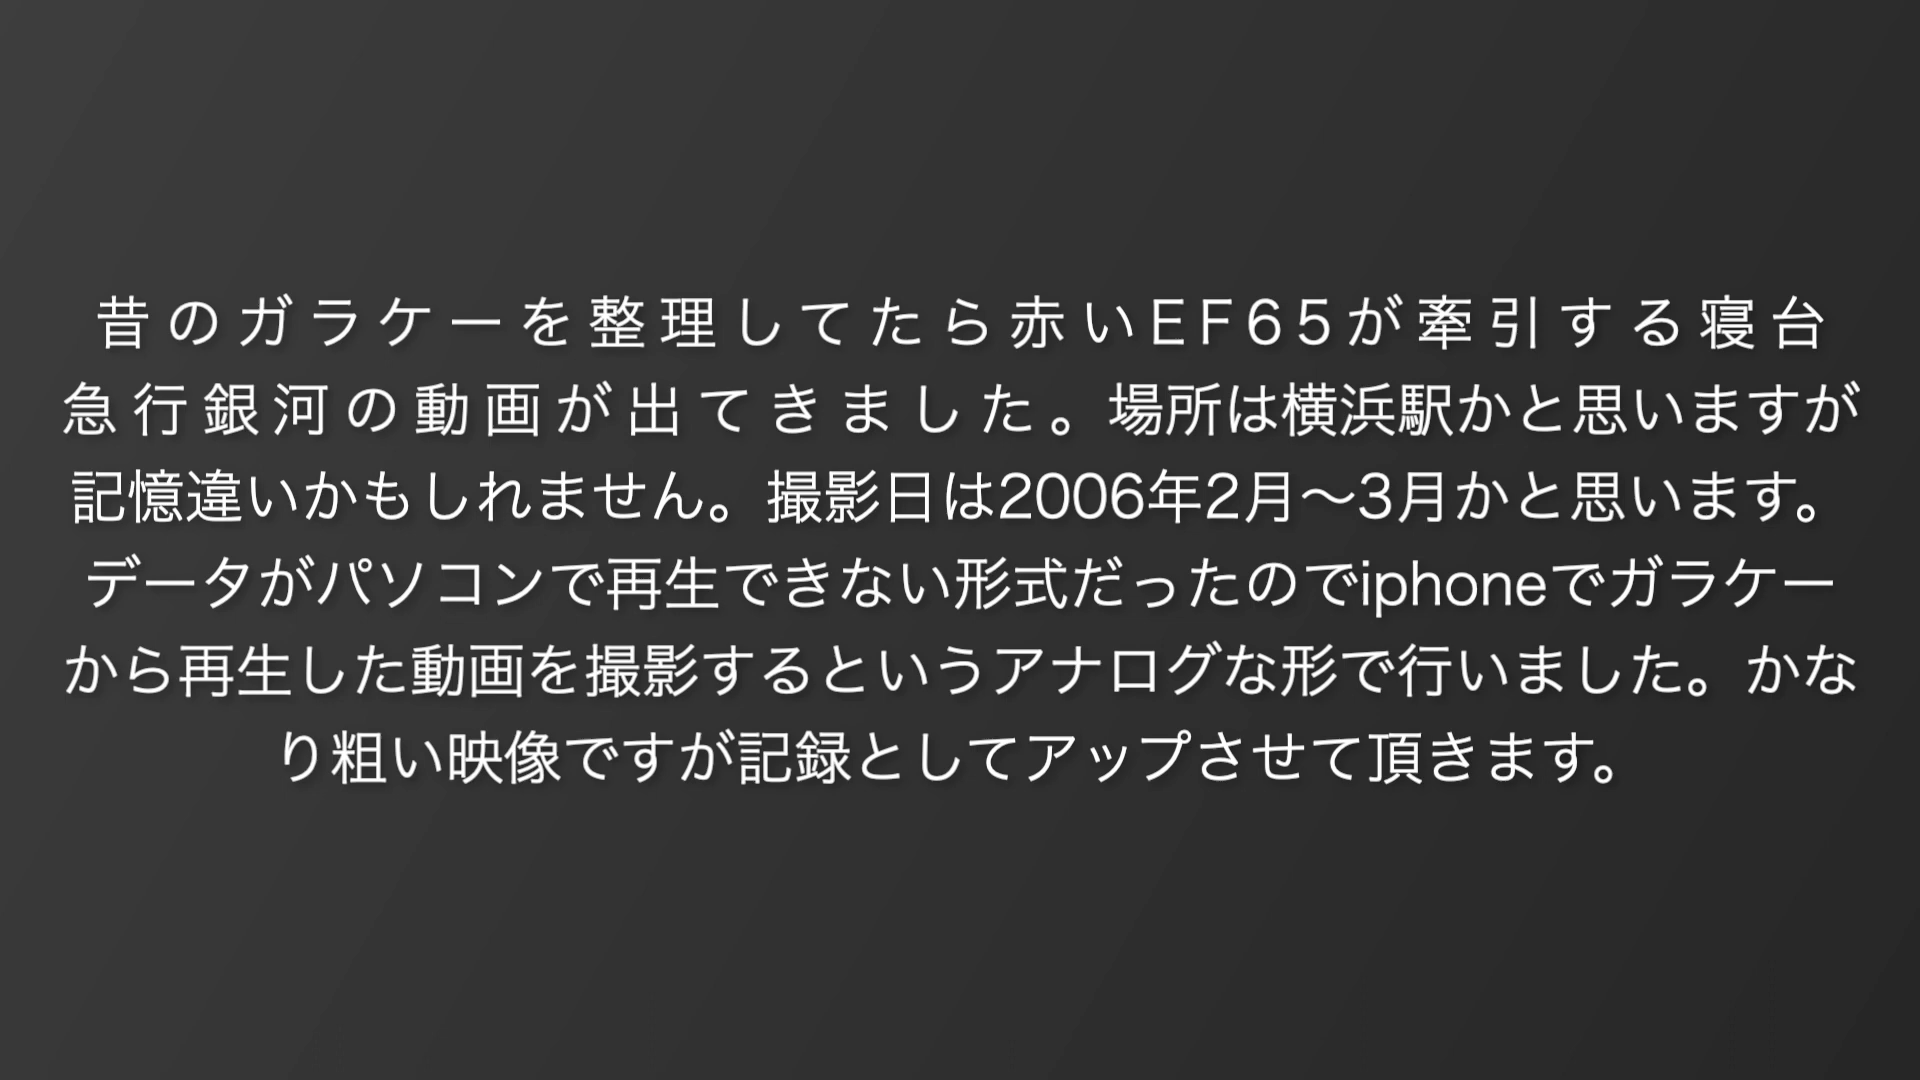 昔のガラケーを整理してたら赤いEF65が牽引する寝台
急行銀河の動画が出てきました。場所は横浜駅かと思いますが
記憶違いかもしれません。撮影日は2006年2月〜3月かと思います。
データがパソコンで再生できない形式だったのでiphoneでガラケー
から再生した動画を撮影するというアナログな形で行いました。かな
り粗い映像ですが記録としてアップさせて頂きます。